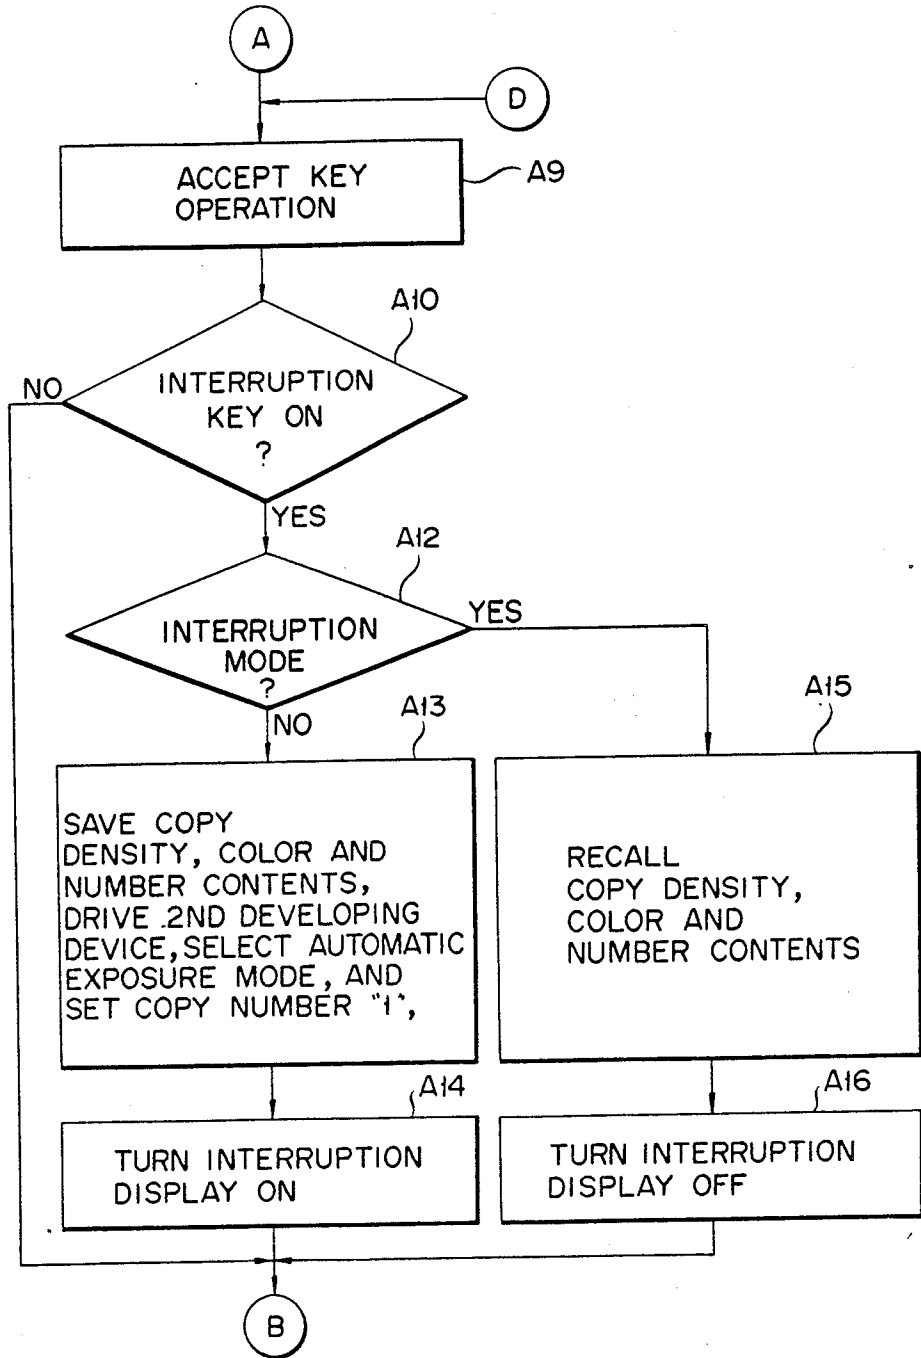 A
D
ACCEPT KEY
OPERATION
A9
A10
INTERRUPTION
KEY ON
?
NO
YES
A12
INTERRUPTION
MODE
?
YES
NO
A13
SAVE COPY
DENSITY, COLOR AND
NUMBER CONTENTS,
DRIVE 2ND DEVELOPING
DEVICE, SELECT AUTOMATIC
EXPOSURE MODE, AND
SET COPY NUMBER "1",
A15
RECALL
COPY DENSITY,
COLOR AND
NUMBER CONTENTS
A14
TURN INTERRUPTION
DISPLAY ON
A16
TURN INTERRUPTION
DISPLAY OFF
B